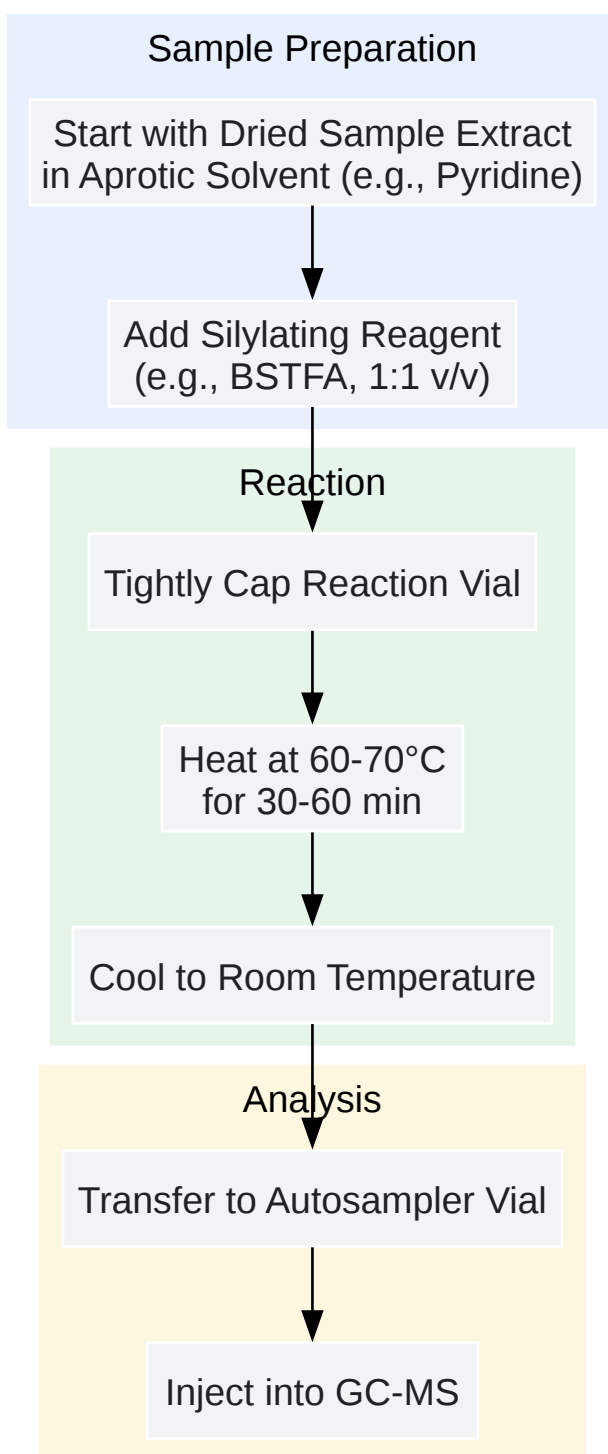 Sample Preparation
Start with Dried Sample Extract
in Aprotic Solvent (e.g., Pyridine)
Add Silylating Reagent
(e.g., BSTFA, 1:1 v/v)
Reaction
Tightly Cap Reaction Vial
Heat at 60-70°C
for 30-60 min
Cool to Room Temperature
Analysis
Transfer to Autosampler Vial
Inject into GC-MS